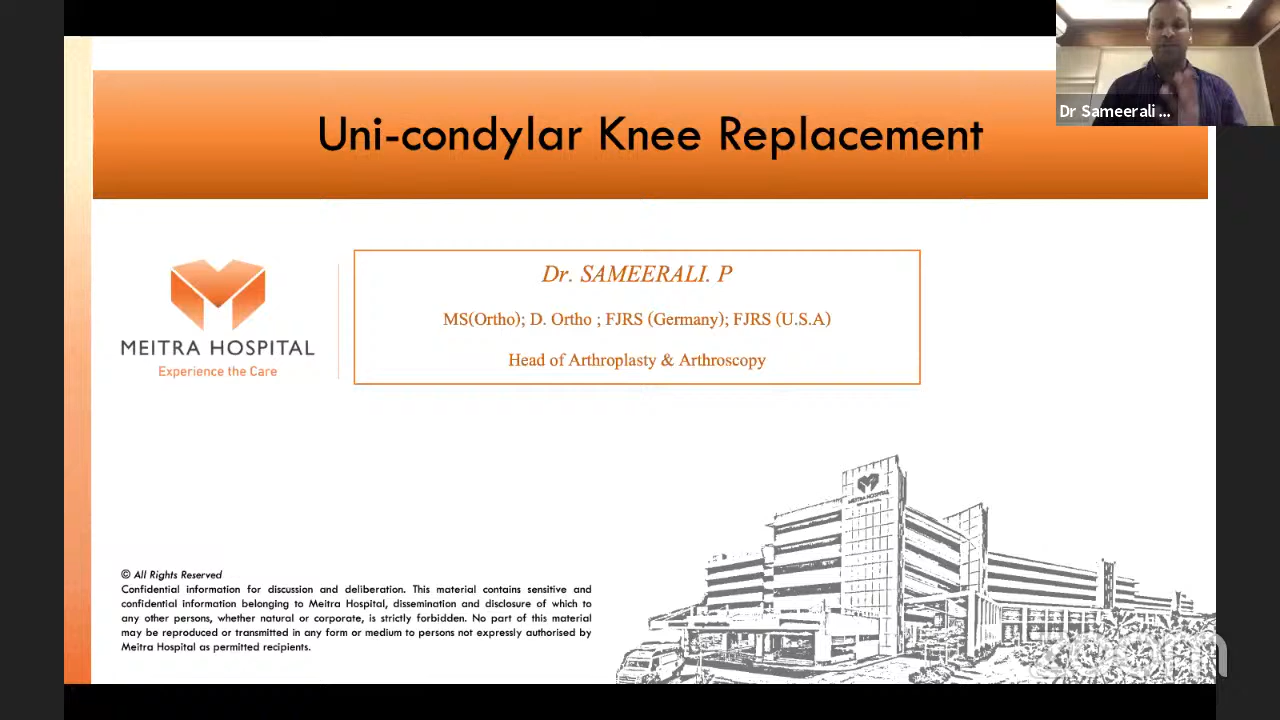 Uni-condylar Knee Replacement
Dr Sameerali ...
Dr. SAMEERALI. P
MS(Ortho); D. Ortho ; FJRS (Germany); FJRS (U.S.A)
Head of Arthroplasty & Arthroscopy
MEITRA HOSPITAL
Experience the Care
MEITRA HOSPITAL
© All Rights Reserved
Confidential information for discussion and deliberation. This material contains sensitive and
confidential information belonging to Meitra Hospital, dissemination and disclosure of which to
any other persons, whether natural or corporate, is strictly forbidden. No part of this material
may be reproduced or transmitted in any form or medium to persons not expressly authorised by
Meitra Hospital as permitted recipients.
zoom